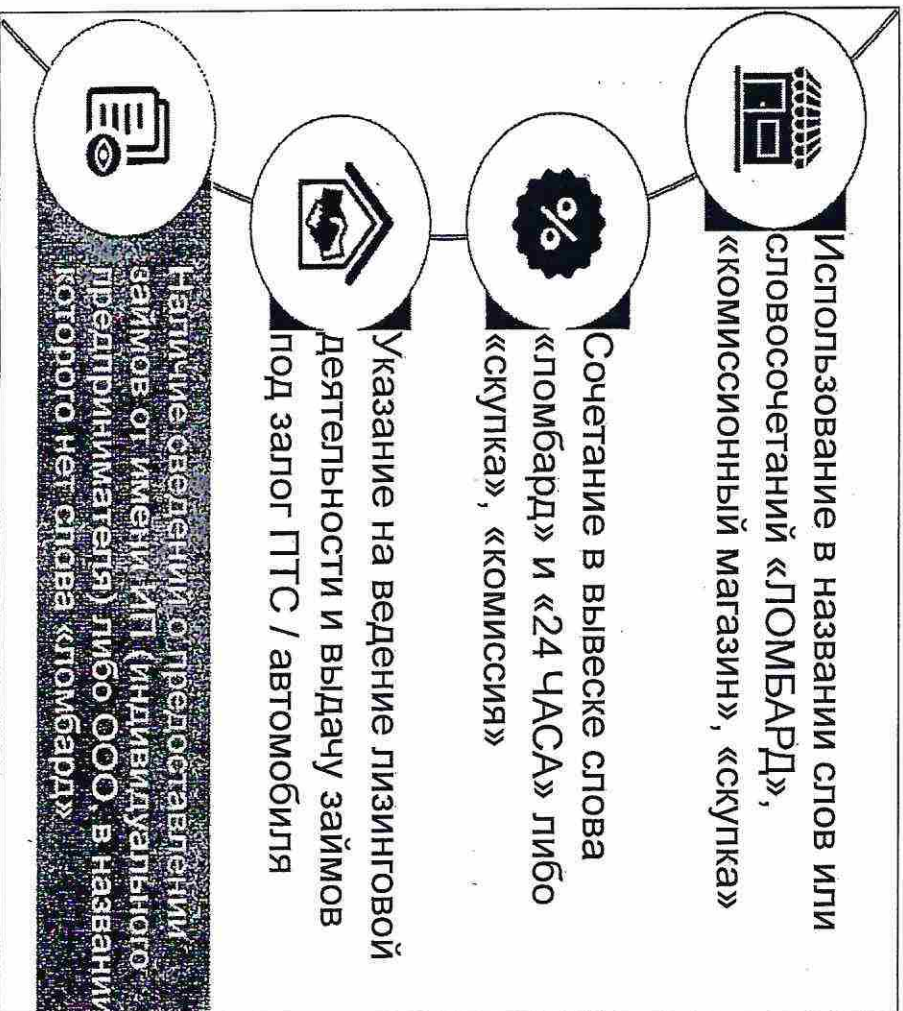 Использование в названии слов или
словосочетаний «ЛОМБАРД»,
«комиссионный магазин», «скупка»
Сочетание в вывеске слова
«ломбард» и «24 ЧАСА» либо
«скупка», «комиссия»
Указание на ведение лизинговой
деятельности и выдачу займов
под залог ПТС / автомобиля
Наличие сведений о предоставлении
займов от имени ИП (индивидуального
предпринимателя) либо ООО, в названии
которого нет слова «ломбард»